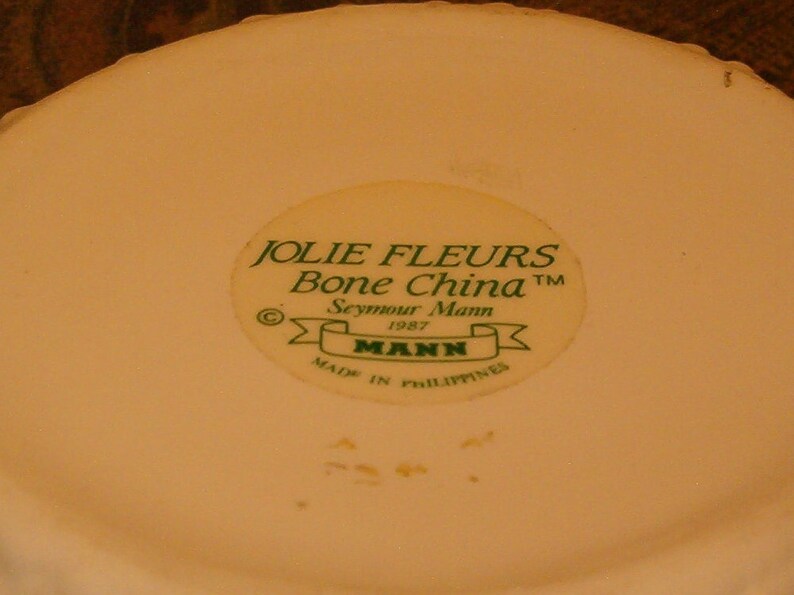 JOLIE FLEURS
Bone China™
Seymour Mann
© 1987
MANN
MADE IN PHILIPPINES